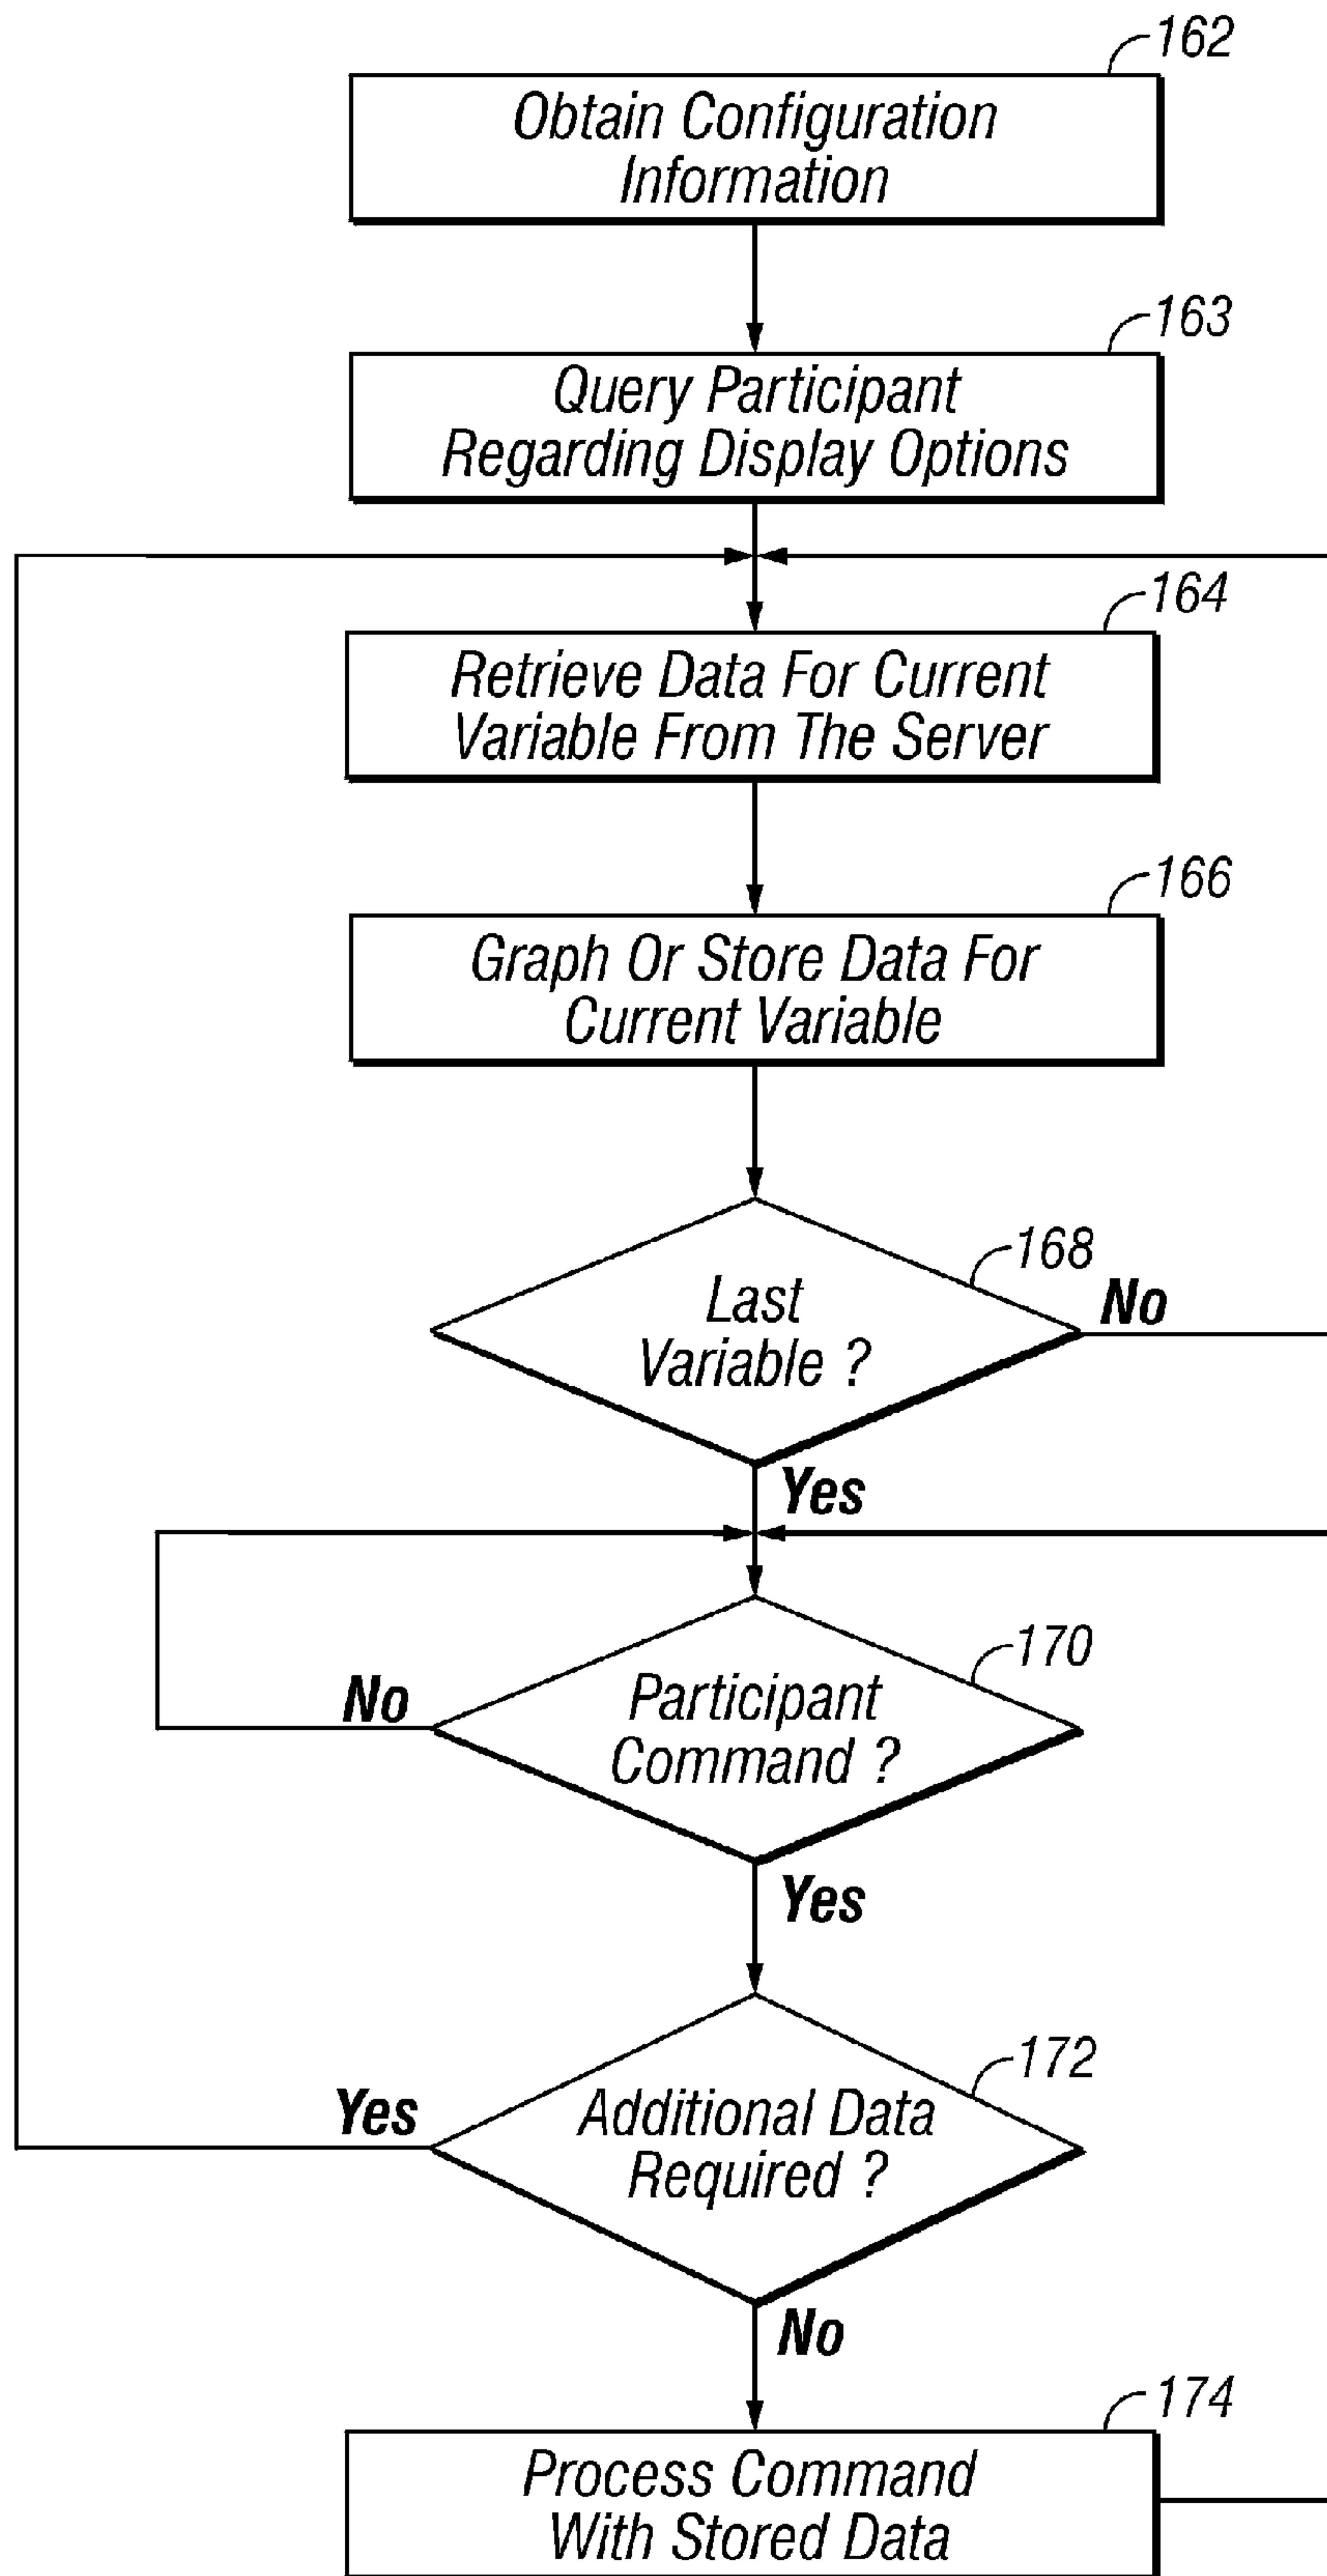 162
Obtain Configuration
Information
163
Query Participant
Regarding Display Options
164
Retrieve Data For Current
Variable From The Server
166
Graph Or Store Data For
Current Variable
168
Last
Variable ?
No
Yes
170
Participant
Command ?
No
Yes
172
Additional Data
Required ?
Yes
No
174
Process Command
With Stored Data